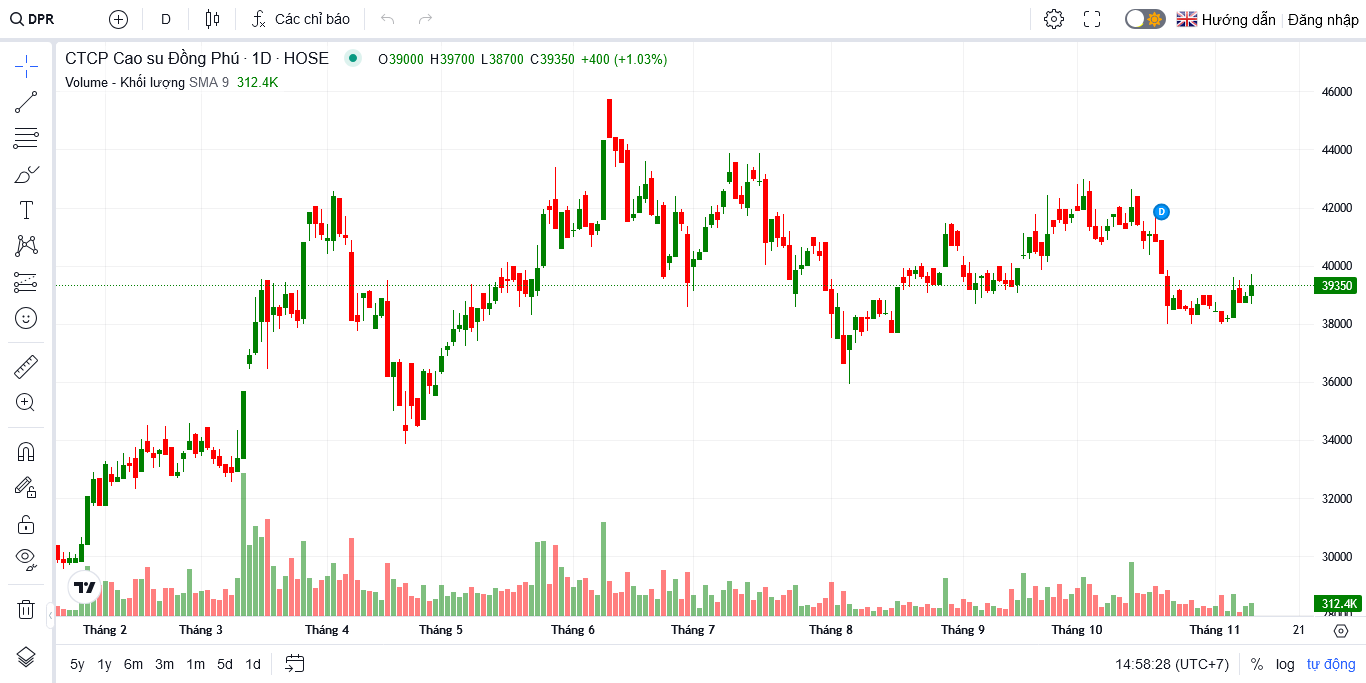 DPR D Các chỉ báo Hướng dẫn Đăng nhập
CTCP Cao su Đồng Phú · 1D · HOSE O39000 H39700 L38700 C39350 +400 (+1.03%)
Volume - Khối lượng SMA 9 312.4K
46000
44000
42000
D
40000
39350
38000
36000
34000
32000
30000
312.4K
28000
Tháng 2 Tháng 3 Tháng 4 Tháng 5 Tháng 6 Tháng 7 Tháng 8 Tháng 9 Tháng 10 Tháng 11 21
5y 1y 6m 3m 1m 5d 1d 14:58:28 (UTC+7) % log tự động